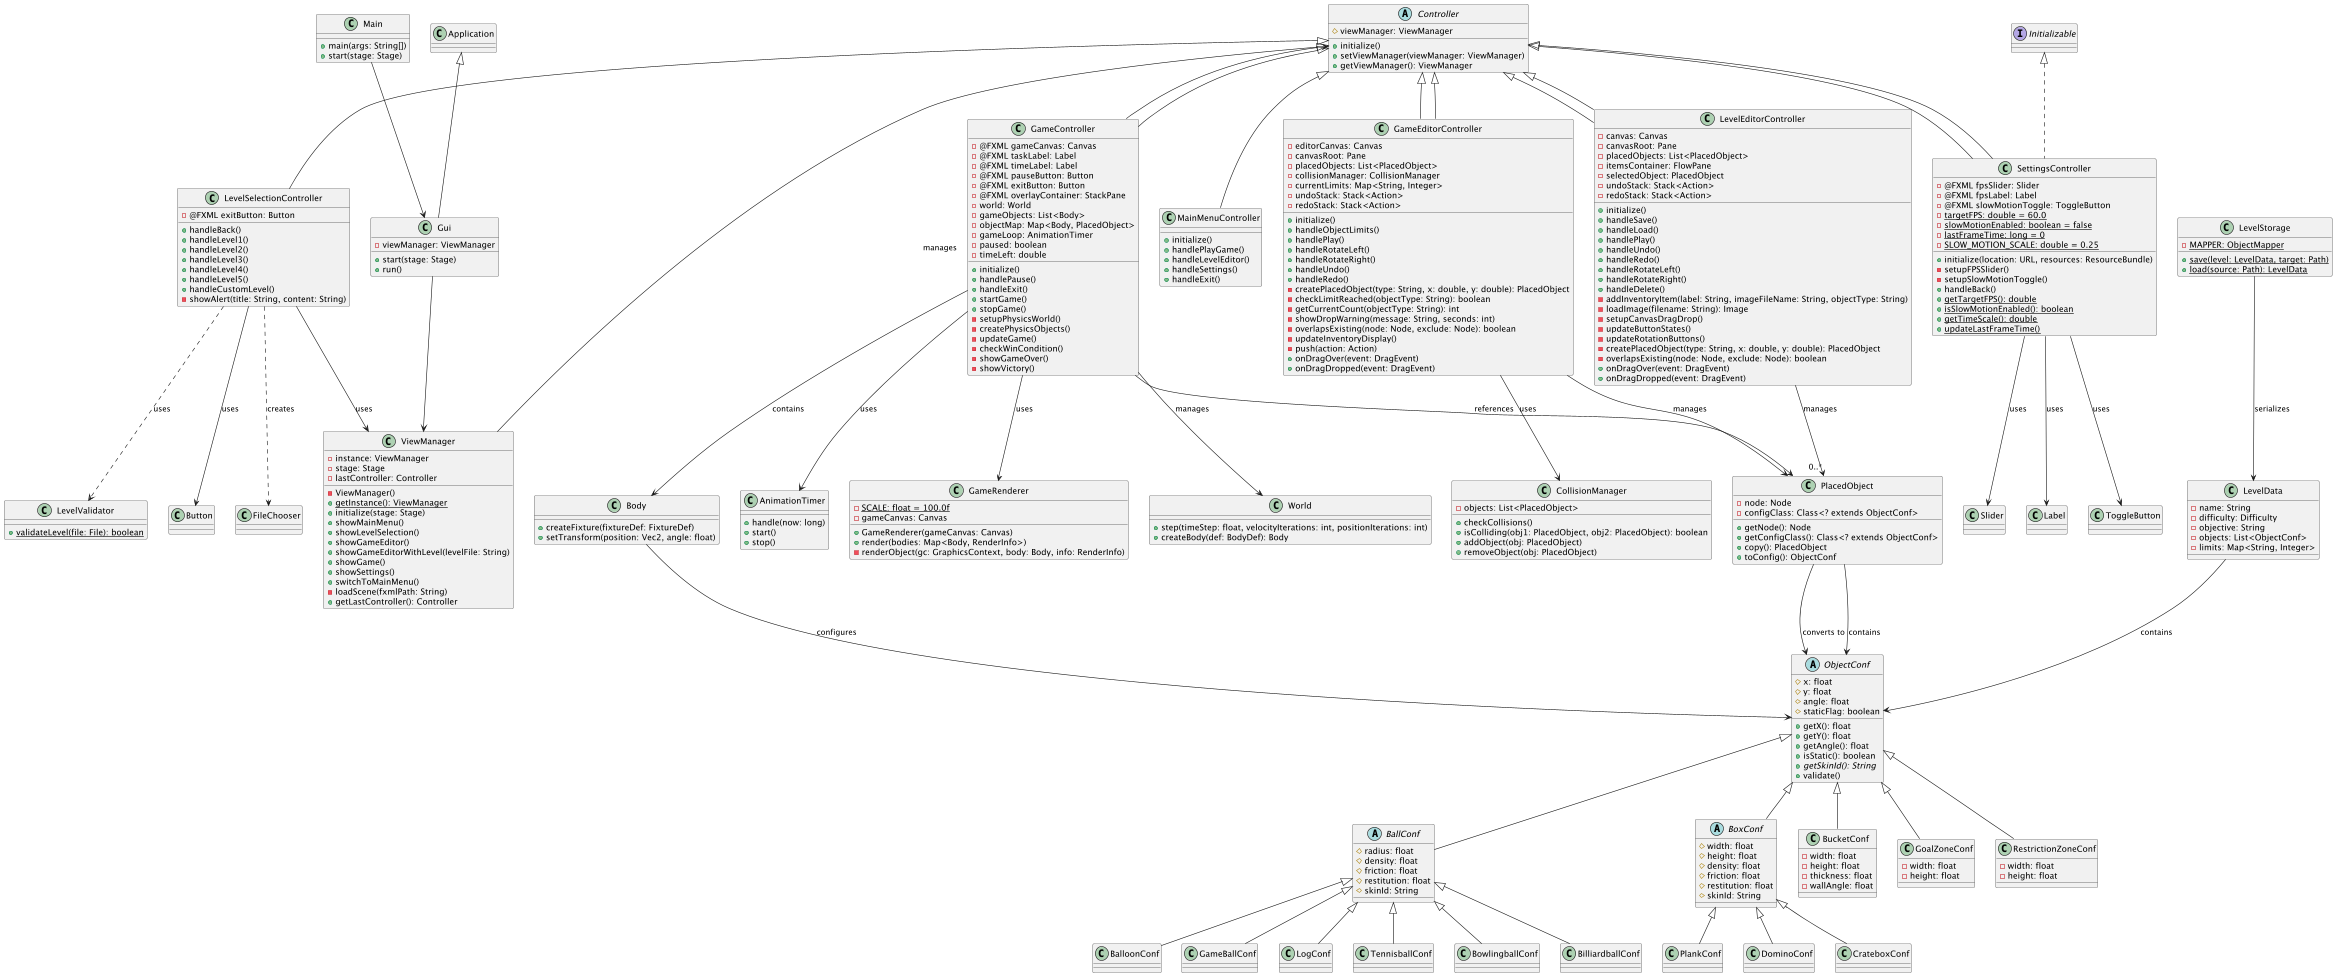 C Main
main(args: String[])
start(stage: Stage)
C Application
A Controller
viewManager: ViewManager
initialize()
setViewManager(viewManager: ViewManager)
getViewManager(): ViewManager
I Initializable
C GameController
@FXML gameCanvas: Canvas
@FXML taskLabel: Label
@FXML timeLabel: Label
@FXML pauseButton: Button
@FXML exitButton: Button
@FXML overlayContainer: StackPane
world: World
gameObjects: List<Body>
objectMap: Map<Body, PlacedObject>
gameLoop: AnimationTimer
paused: boolean
timeLeft: double
initialize()
handlePause()
handleExit()
startGame()
stopGame()
setupPhysicsWorld()
createPhysicsObjects()
updateGame()
checkWinCondition()
showGameOver()
showVictory()
C GameEditorController
editorCanvas: Canvas
canvasRoot: Pane
placedObjects: List<PlacedObject>
collisionManager: CollisionManager
currentLimits: Map<String, Integer>
undoStack: Stack<Action>
redoStack: Stack<Action>
initialize()
handleObjectLimits()
handlePlay()
handleRotateLeft()
handleRotateRight()
handleUndo()
handleRedo()
createPlacedObject(type: String, x: double, y: double): PlacedObject
checkLimitReached(objectType: String): boolean
getCurrentCount(objectType: String): int
showDropWarning(message: String, seconds: int)
overlapsExisting(node: Node, exclude: Node): boolean
updateInventoryDisplay()
push(action: Action)
onDragOver(event: DragEvent)
onDragDropped(event: DragEvent)
C LevelEditorController
canvas: Canvas
canvasRoot: Pane
placedObjects: List<PlacedObject>
itemsContainer: FlowPane
selectedObject: PlacedObject
undoStack: Stack<Action>
redoStack: Stack<Action>
initialize()
handleSave()
handleLoad()
handlePlay()
handleUndo()
handleRedo()
handleRotateLeft()
handleRotateRight()
handleDelete()
addInventoryItem(label: String, imageFileName: String, objectType: String)
loadImage(filename: String): Image
setupCanvasDragDrop()
updateButtonStates()
updateRotationButtons()
createPlacedObject(type: String, x: double, y: double): PlacedObject
overlapsExisting(node: Node, exclude: Node): boolean
onDragOver(event: DragEvent)
onDragDropped(event: DragEvent)
C SettingsController
@FXML fpsSlider: Slider
@FXML fpsLabel: Label
@FXML slowMotionToggle: ToggleButton
targetFPS: double = 60.0
slowMotionEnabled: boolean = false
lastFrameTime: long = 0
SLOW_MOTION_SCALE: double = 0.25
initialize(location: URL, resources: ResourceBundle)
setupFPSSlider()
setupSlowMotionToggle()
handleBack()
getTargetFPS(): double
isSlowMotionEnabled(): boolean
getTimeScale(): double
updateLastFrameTime()
C LevelSelectionController
@FXML exitButton: Button
handleBack()
handleLevel1()
handleLevel2()
handleLevel3()
handleLevel4()
handleLevel5()
handleCustomLevel()
showAlert(title: String, content: String)
C Gui
viewManager: ViewManager
start(stage: Stage)
run()
manages
C MainMenuController
initialize()
handlePlayGame()
handleLevelEditor()
handleSettings()
handleExit()
C LevelStorage
MAPPER: ObjectMapper
save(level: LevelData, target: Path)
load(source: Path): LevelData
uses
uses
creates
uses
contains
uses
uses
manages
references
uses
manages
manages
0..*
uses
uses
uses
serializes
C LevelValidator
validateLevel(file: File): boolean
C Button
C FileChooser
C ViewManager
instance: ViewManager
stage: Stage
lastController: Controller
ViewManager()
getInstance(): ViewManager
initialize(stage: Stage)
showMainMenu()
showLevelSelection()
showGameEditor()
showGameEditorWithLevel(levelFile: String)
showGame()
showSettings()
switchToMainMenu()
loadScene(fxmlPath: String)
getLastController(): Controller
C Body
createFixture(fixtureDef: FixtureDef)
setTransform(position: Vec2, angle: float)
C AnimationTimer
handle(now: long)
start()
stop()
C GameRenderer
SCALE: float = 100.0f
gameCanvas: Canvas
GameRenderer(gameCanvas: Canvas)
render(bodies: Map<Body, RenderInfo>)
renderObject(gc: GraphicsContext, body: Body, info: RenderInfo)
C World
step(timeStep: float, velocityIterations: int, positionIterations: int)
createBody(def: BodyDef): Body
C CollisionManager
objects: List<PlacedObject>
checkCollisions()
isColliding(obj1: PlacedObject, obj2: PlacedObject): boolean
addObject(obj: PlacedObject)
removeObject(obj: PlacedObject)
C PlacedObject
node: Node
configClass: Class<? extends ObjectConf>
getNode(): Node
getConfigClass(): Class<? extends ObjectConf>
copy(): PlacedObject
toConfig(): ObjectConf
C Slider
C Label
C ToggleButton
C LevelData
name: String
difficulty: Difficulty
objective: String
objects: List<ObjectConf>
limits: Map<String, Integer>
configures
converts to
contains
contains
A ObjectConf
x: float
y: float
angle: float
staticFlag: boolean
getX(): float
getY(): float
getAngle(): float
isStatic(): boolean
getSkinId(): String
validate()
A BallConf
radius: float
density: float
friction: float
restitution: float
skinId: String
A BoxConf
width: float
height: float
density: float
friction: float
restitution: float
skinId: String
C BucketConf
width: float
height: float
thickness: float
wallAngle: float
C GoalZoneConf
width: float
height: float
C RestrictionZoneConf
width: float
height: float
C BalloonConf
C GameBallConf
C LogConf
C TennisballConf
C BowlingballConf
C BilliardballConf
C PlankConf
C DominoConf
C CrateboxConf